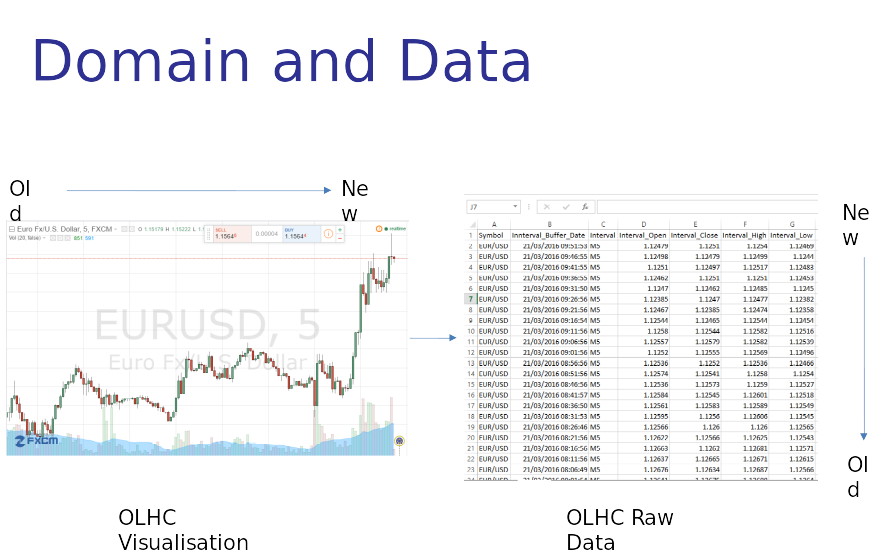 Domain and Data
Ol
d
Ne
w
Euro Fx/U.S. Dollar, 5, FXCM
O 1.15179 H 1.15222 L 1.1
SELL
1.1564
0.00004
BUY
1.1564
realtime
Vol (20, false)
851 591
EURUSD, 5
Euro Fx/U.S. Dollar
FXCM
OLHC
Visualisation
J7 fx
A B C D E F G
1 Symbol Innterval_Buffer_Date Interval Interval_Open Interval_Close Interval_High Interval_Low
2 EUR/USD 21/03/2016 09:51:53 M5 1.12479 1.1251 1.1254 1.12469
3 EUR/USD 21/03/2016 09:46:55 M5 1.12498 1.12479 1.12499 1.1244
4 EUR/USD 21/03/2016 09:41:55 M5 1.1251 1.12497 1.12517 1.12483
5 EUR/USD 21/03/2016 09:36:55 M5 1.12462 1.1251 1.1251 1.12453
6 EUR/USD 21/03/2016 09:31:50 M5 1.1247 1.12462 1.12485 1.1245
7 EUR/USD 21/03/2016 09:26:56 M5 1.12385 1.1247 1.12477 1.12382
8 EUR/USD 21/03/2016 09:21:56 M5 1.12467 1.12385 1.12474 1.12358
9 EUR/USD 21/03/2016 09:16:54 M5 1.12544 1.12465 1.12544 1.12454
10 EUR/USD 21/03/2016 09:11:56 M5 1.1258 1.12544 1.12582 1.12516
11 EUR/USD 21/03/2016 09:06:56 M5 1.12557 1.12579 1.12582 1.12539
12 EUR/USD 21/03/2016 09:01:56 M5 1.1252 1.12555 1.12569 1.12496
13 EUR/USD 21/03/2016 08:56:56 M5 1.12536 1.1252 1.12536 1.12466
14 EUR/USD 21/03/2016 08:51:56 M5 1.12574 1.12541 1.1258 1.1254
15 EUR/USD 21/03/2016 08:46:56 M5 1.12536 1.12573 1.1259 1.12527
16 EUR/USD 21/03/2016 08:41:57 M5 1.12584 1.12545 1.12601 1.12518
17 EUR/USD 21/03/2016 08:36:50 M5 1.12561 1.12583 1.12589 1.12549
18 EUR/USD 21/03/2016 08:31:58 M5 1.12595 1.1256 1.12606 1.12545
19 EUR/USD 21/03/2016 08:26:46 M5 1.12566 1.126 1.126 1.12565
20 EUR/USD 21/03/2016 08:21:56 M5 1.12622 1.12566 1.12625 1.12543
21 EUR/USD 21/03/2016 08:16:56 M5 1.12663 1.1262 1.12681 1.12571
22 EUR/USD 21/03/2016 08:11:56 M5 1.12637 1.12665 1.12671 1.12615
23 EUR/USD 21/03/2016 08:06:49 M5 1.12676 1.12634 1.12687 1.12566
OLHC Raw
Data
Ne
w
Ol
d